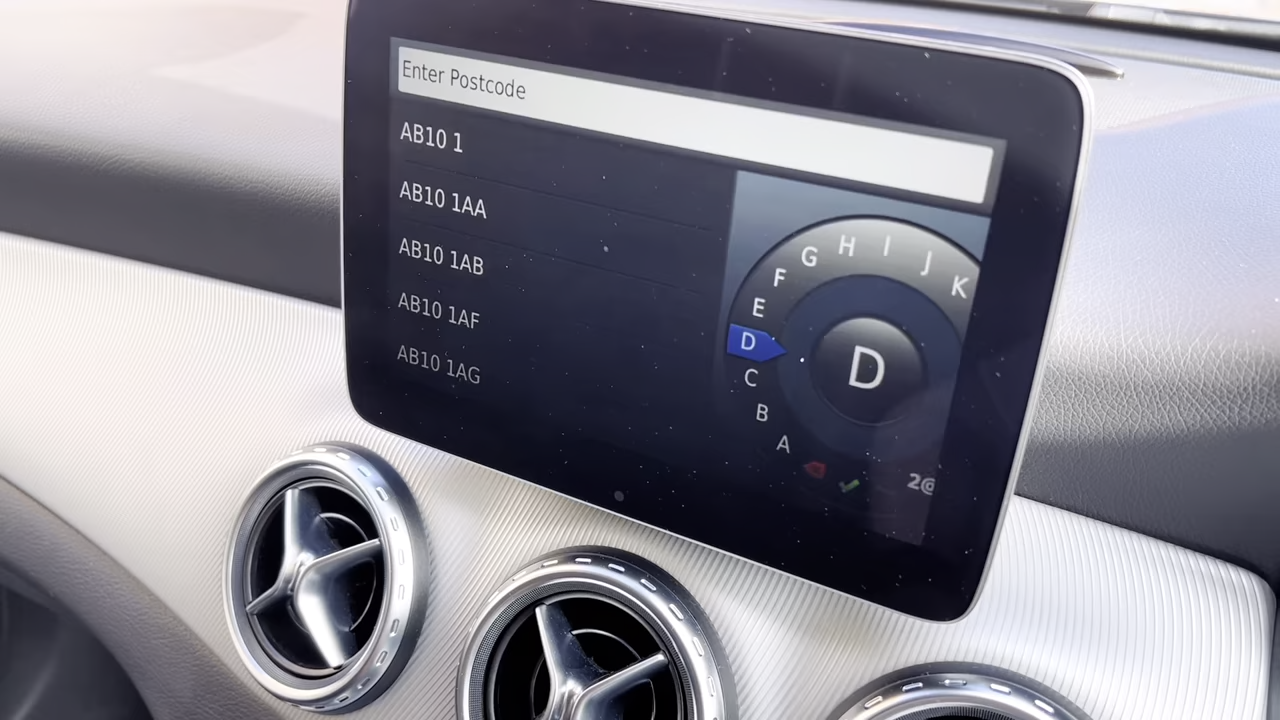 Enter Postcode
AB10 1
AB10 1AA
AB10 1AB
AB10 1AF
AB10 1AG
A
B
C
D
E
F
G
H
I
J
K
D
2@